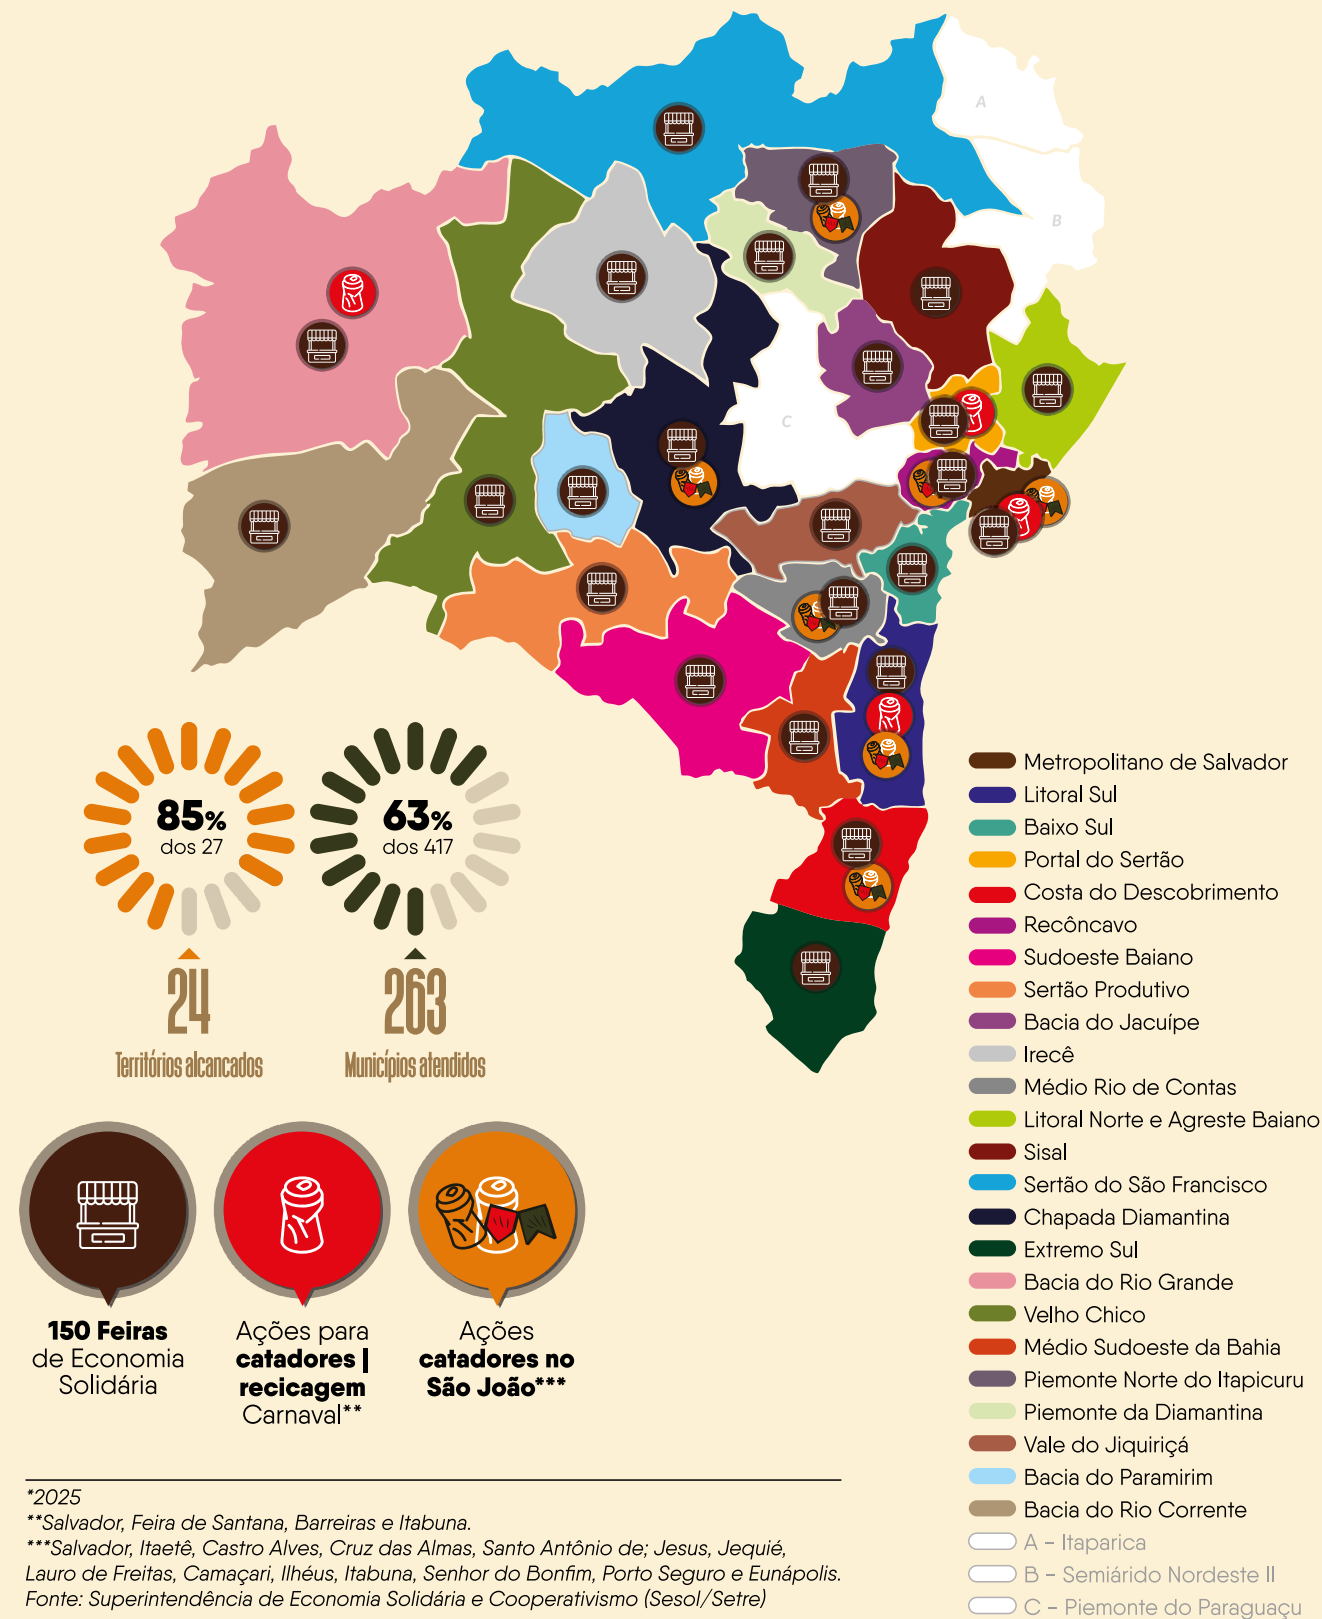 A
B
C
85%
dos 27
24
Territórios alcancados
63%
dos 417
263
Municípios atendidos
Metropolitano de Salvador
Litoral Sul
Baixo Sul
Portal do Sertão
Costa do Descobrimento
Recôncavo
Sudoeste Baiano
Sertão Produtivo
Bacia do Jacuípe
Irecê
Médio Rio de Contas
Litoral Norte e Agreste Baiano
Sisal
Sertão do São Francisco
Chapada Diamantina
Extremo Sul
Bacia do Rio Grande
Velho Chico
Médio Sudoeste da Bahia
Piemonte Norte do Itapicuru
Piemonte da Diamantina
Vale do Jiquiriçá
Bacia do Paramirim
Bacia do Rio Corrente
A - Itaparica
B - Semiárido Nordeste II
C - Piemonte do Paraguaçu
150 Feiras
de Economia
Solidária
Ações para
catadores |
recicagem
Carnaval**
Ações
catadores no
São João***
*2025
**Salvador, Feira de Santana, Barreiras e Itabuna.
***Salvador, Itaetê, Castro Alves, Cruz das Almas, Santo Antônio de; Jesus, Jequié,
Lauro de Freitas, Camaçari, Ilhéus, Itabuna, Senhor do Bonfim, Porto Seguro e Eunápolis.
Fonte: Superintendência de Economia Solidária e Cooperativismo (Sesol/Setre)